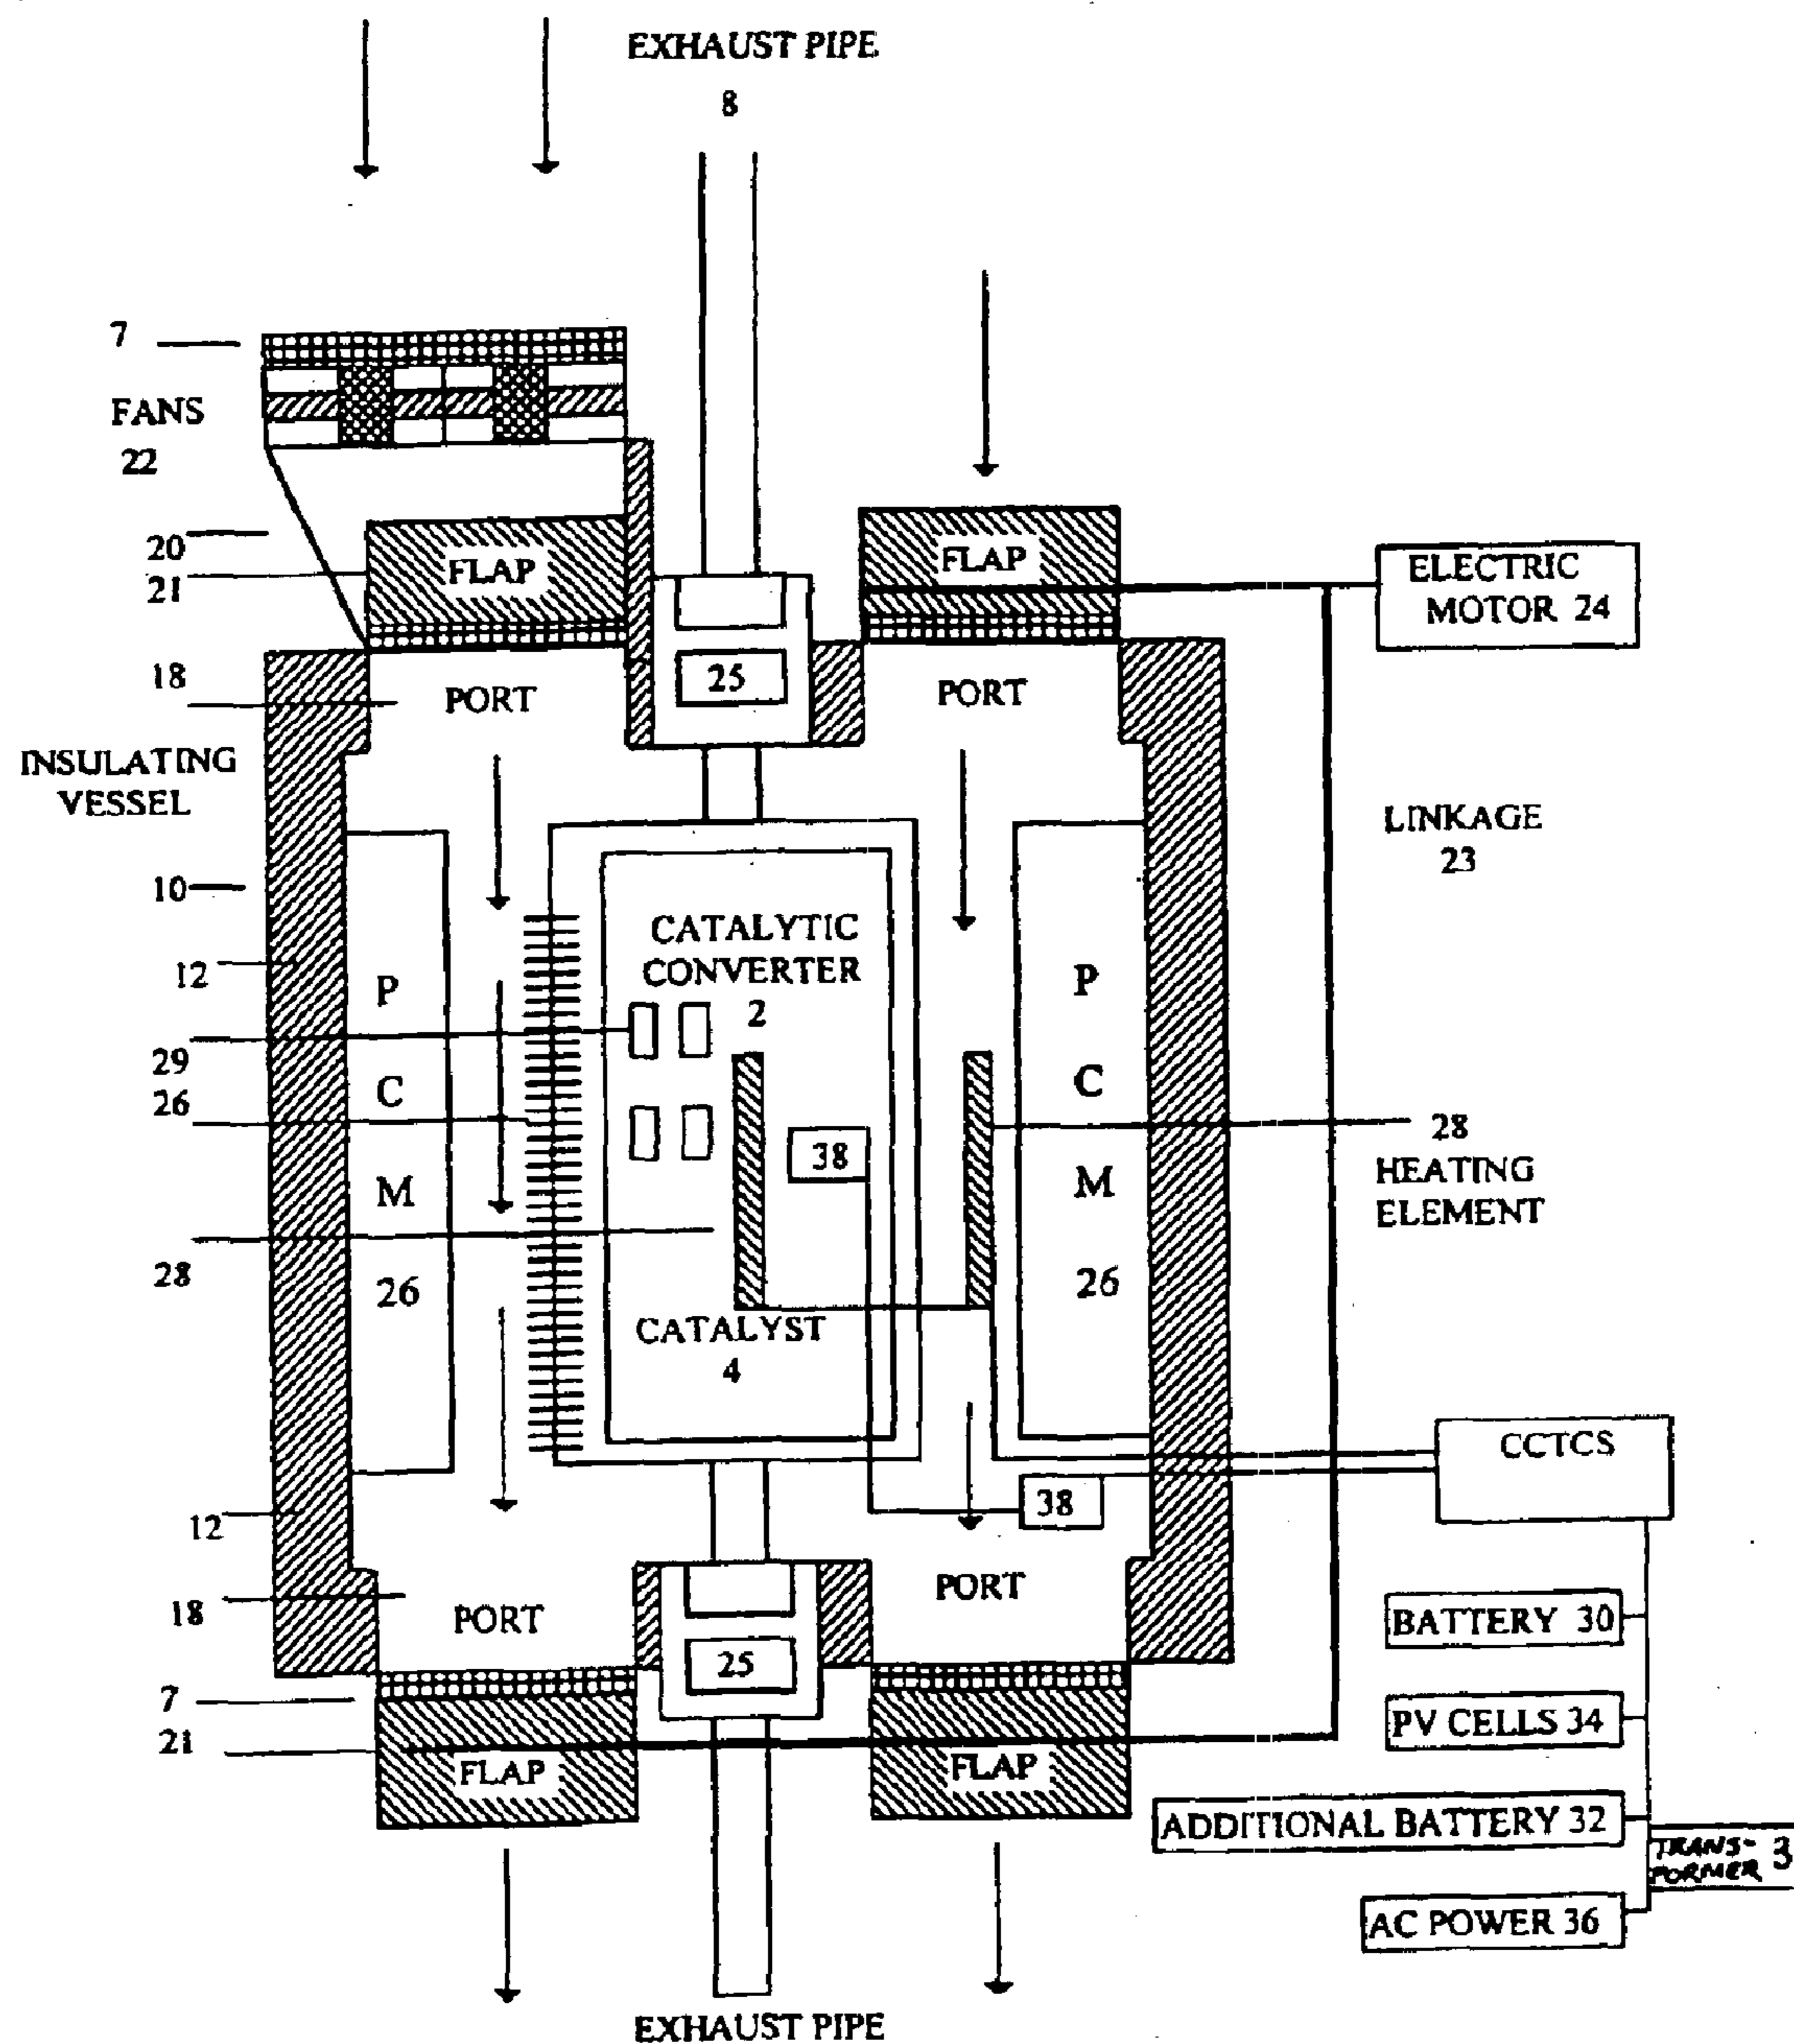 EXHAUST PIPE
8
7
FANS
22
20
21
FLAP
FLAP
ELECTRIC
MOTOR 24
18
PORT
25
PORT
INSULATING
VESSEL
LINKAGE
23
10
CATALYTIC
CONVERTER
2
12
P
C
M
26
P
C
M
26
29
26
38
28
HEATING
ELEMENT
28
CATALYST
4
CCTCS
38
12
18
PORT
PORT
BATTERY 30
25
7
PV CELLS 34
21
FLAP
FLAP
ADDITIONAL BATTERY 32
TRANS-
FORMER 3
AC POWER 36
EXHAUST PIPE